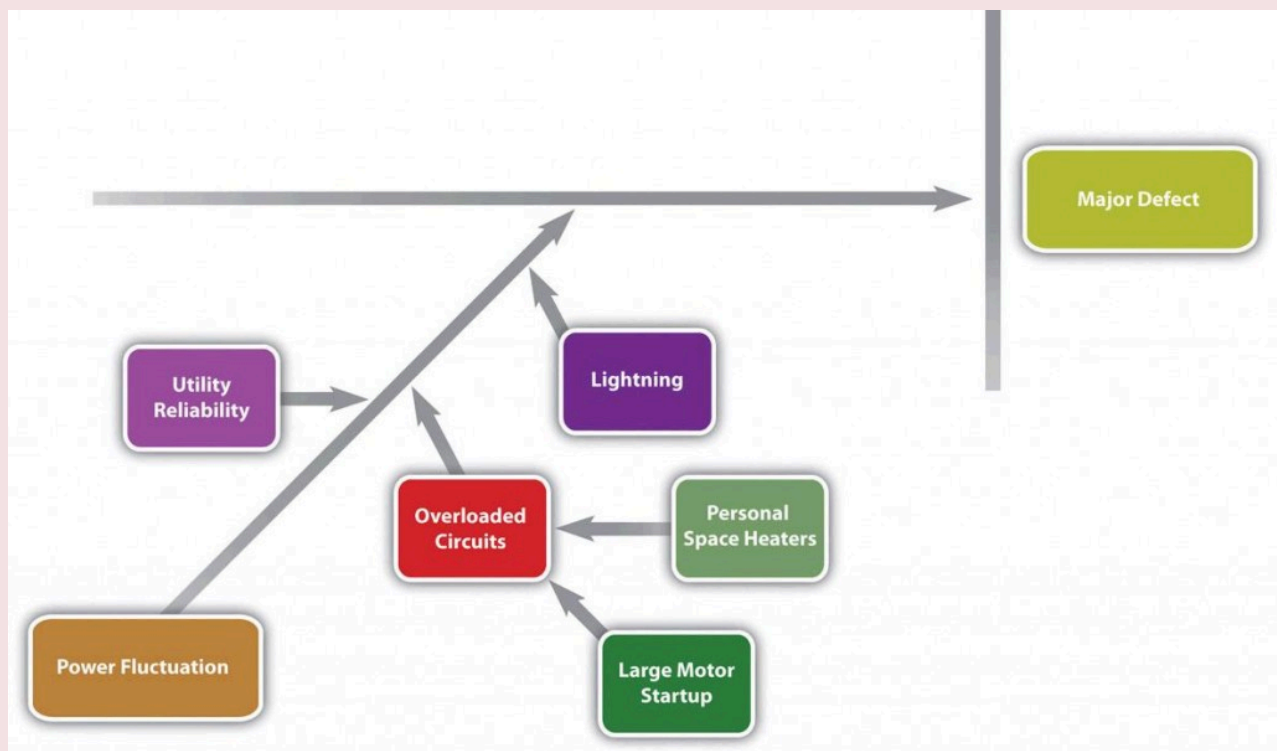 Major Defect
Utility
Reliability
Lightning
Overloaded
Circuits
Personal
Space Heaters
Power Fluctuation
Large Motor
Startup